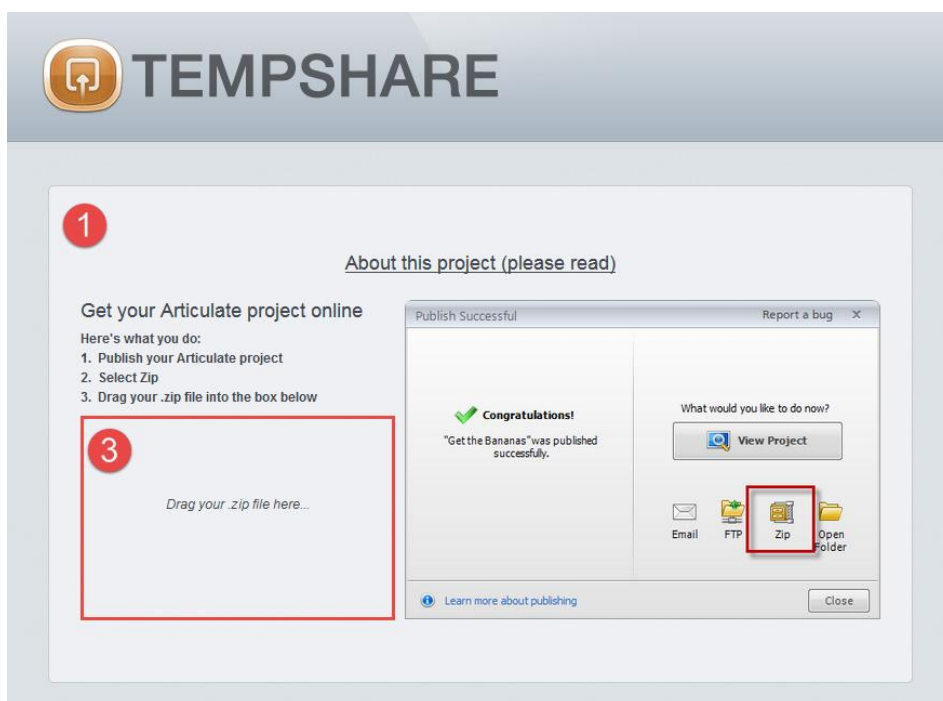 TEMPSHARE
1
About this project (please read)
Get your Articulate project online
Here's what you do:
1. Publish your Articulate project
2. Select Zip
3. Drag your .zip file into the box below
3
Drag your .zip file here...
Publish Successful
Report a bug X
Congratulations!
"Get the Bananas"was published
successfully.
What would you like to do now?
View Project
Email FTP Zip Open
Folder
Learn more about publishing
Close